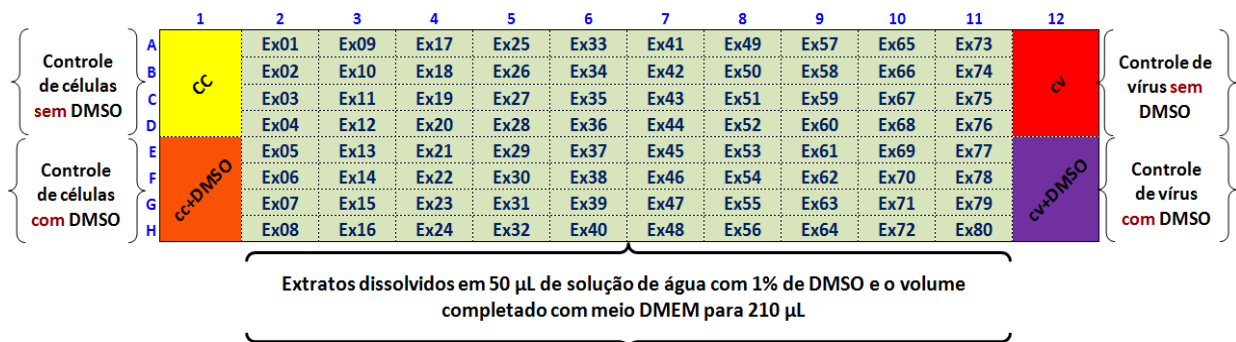 1 2 3 4 5 6 7 8 9 10 11 12
A Ex01 Ex09 Ex17 Ex25 Ex33 Ex41 Ex49 Ex57 Ex65 Ex73
B Ex02 Ex10 Ex18 Ex26 Ex34 Ex42 Ex50 Ex58 Ex66 Ex74
C Ex03 Ex11 Ex19 Ex27 Ex35 Ex43 Ex51 Ex59 Ex67 Ex75
D Ex04 Ex12 Ex20 Ex28 Ex36 Ex44 Ex52 Ex60 Ex68 Ex76
E Ex05 Ex13 Ex21 Ex29 Ex37 Ex45 Ex53 Ex61 Ex69 Ex77
F Ex06 Ex14 Ex22 Ex30 Ex38 Ex46 Ex54 Ex62 Ex70 Ex78
G Ex07 Ex15 Ex23 Ex31 Ex39 Ex47 Ex55 Ex63 Ex71 Ex79
H Ex08 Ex16 Ex24 Ex32 Ex40 Ex48 Ex56 Ex64 Ex72 Ex80
Controle
de células
sem DMSO
Controle
de células
com DMSO
CC
cc+DMSO
cv
cv+DMSO
Controle de
vírus sem
DMSO
Controle
de vírus
com DMSO
Extratos dissolvidos em 50 µL de solução de água com 1% de DMSO e o volume
completado com meio DMEM para 210 µL